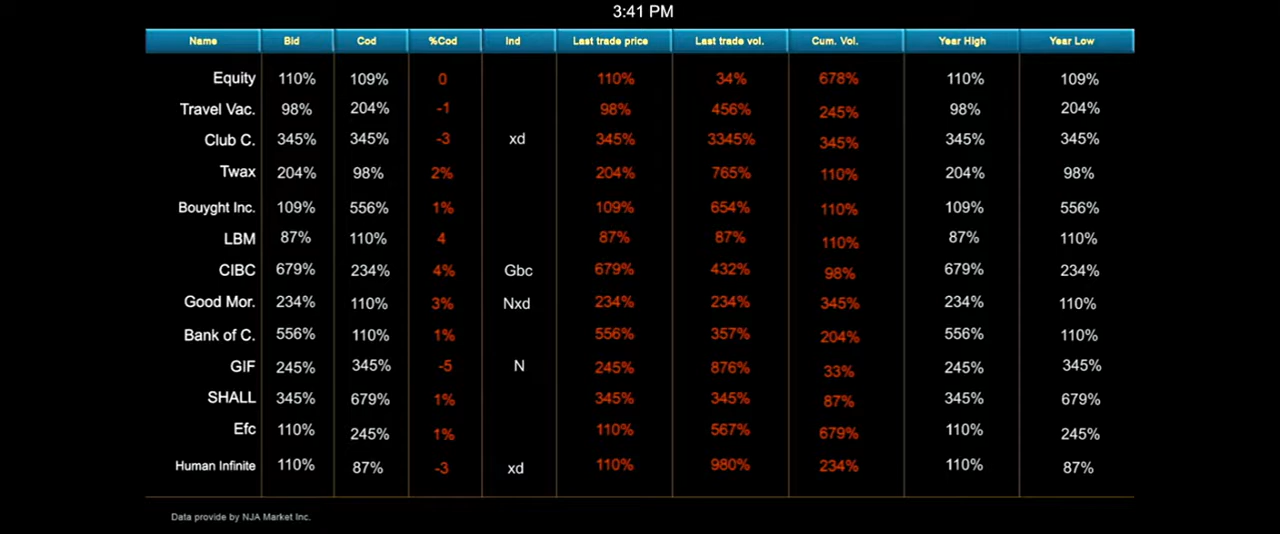 3:41 PM
Name Bid Cod %Cod Ind Last trade price Last trade vol. Cum. Vol. Year High Year Low
Equity 110% 109% 0 110% 34% 678% 110% 109%
Travel Vac. 98% 204% -1 98% 456% 245% 98% 204%
Club C. 345% 345% -3 xd 345% 3345% 345% 345% 345%
Twax 204% 98% 2% 204% 765% 110% 204% 98%
Bouyght Inc. 109% 556% 1% 109% 654% 110% 109% 556%
LBM 87% 110% 4 87% 87% 110% 87% 110%
CIBC 679% 234% 4% Gbc 679% 432% 98% 679% 234%
Good Mor. 234% 110% 3% Nxd 234% 234% 345% 234% 110%
Bank of C. 556% 110% 1% 556% 357% 204% 556% 110%
GIF 245% 345% -5 N 245% 876% 33% 245% 345%
SHALL 345% 679% 1% 345% 345% 87% 345% 679%
Efc 110% 245% 1% 110% 567% 679% 110% 245%
Human Infinite 110% 87% -3 xd 110% 980% 234% 110% 87%
Data provide by NJA Market Inc.